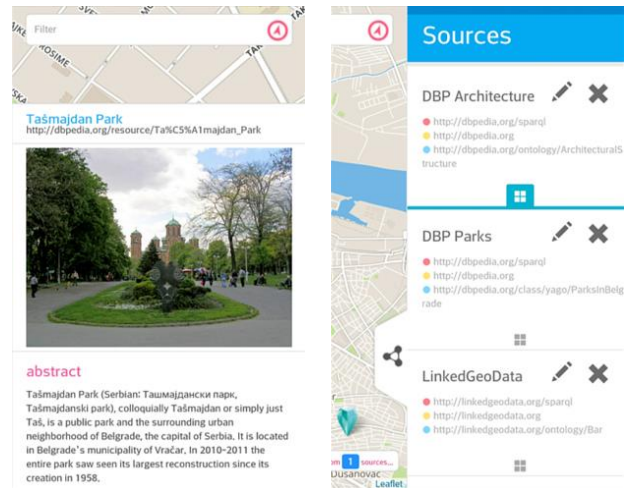 Filter
KOSIME
TAK
Tašmajdan Park
http://dbpedia.org/resource/Ta%C5%A1majdan_Park
abstract
Tašmajdan Park (Serbian: Ташмајдански парк,
Tašmajdanski park), colloquially Tašmajdan or simply just
Taš, is a public park and the surrounding urban
neighborhood of Belgrade, the capital of Serbia. It is located
in Belgrade's municipality of Vračar. In 2010-2011 the
entire park saw seen its largest reconstruction since its
creation in 1958.
Sources
DBP Architecture
http://dbpedia.org/sparql
http://dbpedia.org
http://dbpedia.org/ontology/ArchitecturalS
tructure
DBP Parks
http://dbpedia.org/sparql
http://dbpedia.org
http://dbpedia.org/class/yago/ParksInBelg
rade
LinkedGeoData
http://linkedgeodata.org/sparql
http://linkedgeodata.org
http://linkedgeodata.org/ontology/Bar
om 1 sources...
Dušanovac
Leaflet